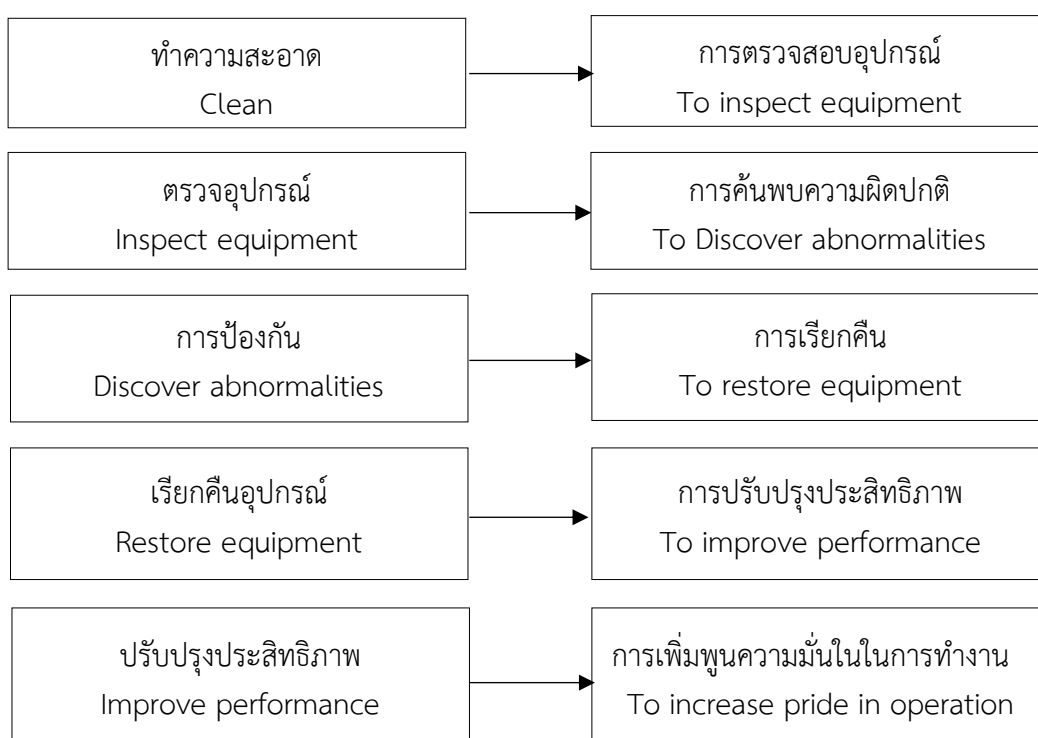 ทำความสะอาด
Clean
การตรวจสอบอุปกรณ์
To inspect equipment
ตรวจอุปกรณ์
Inspect equipment
การค้นพบความผิดปกติ
To Discover abnormalities
การป้องกัน
Discover abnormalities
การเรียกคืน
To restore equipment
เรียกคืนอุปกรณ์
Restore equipment
การปรับปรุงประสิทธิภาพ
To improve performance
ปรับปรุงประสิทธิภาพ
Improve performance
การเพิ่มพูนความมั่นในในการทำงาน
To increase pride in operation